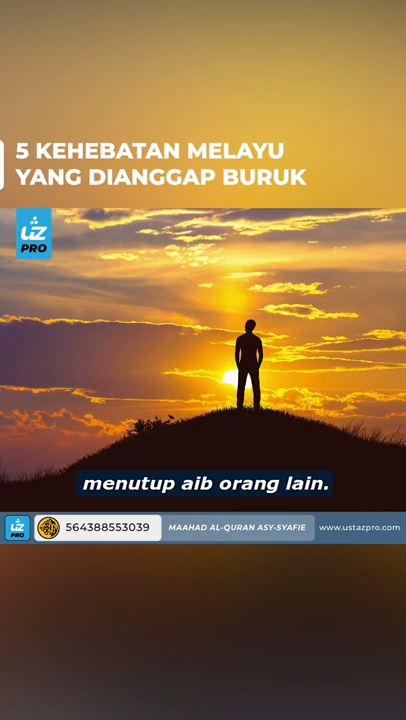 5 KEHEBATAN MELAYU
YANG DIANGGAP BURUK
UZ
PRO
menutup aib orang lain.
UZ
PRO
564388553039
MAAHAD AL-QURAN ASY-SYAFIE
www.ustazpro.com